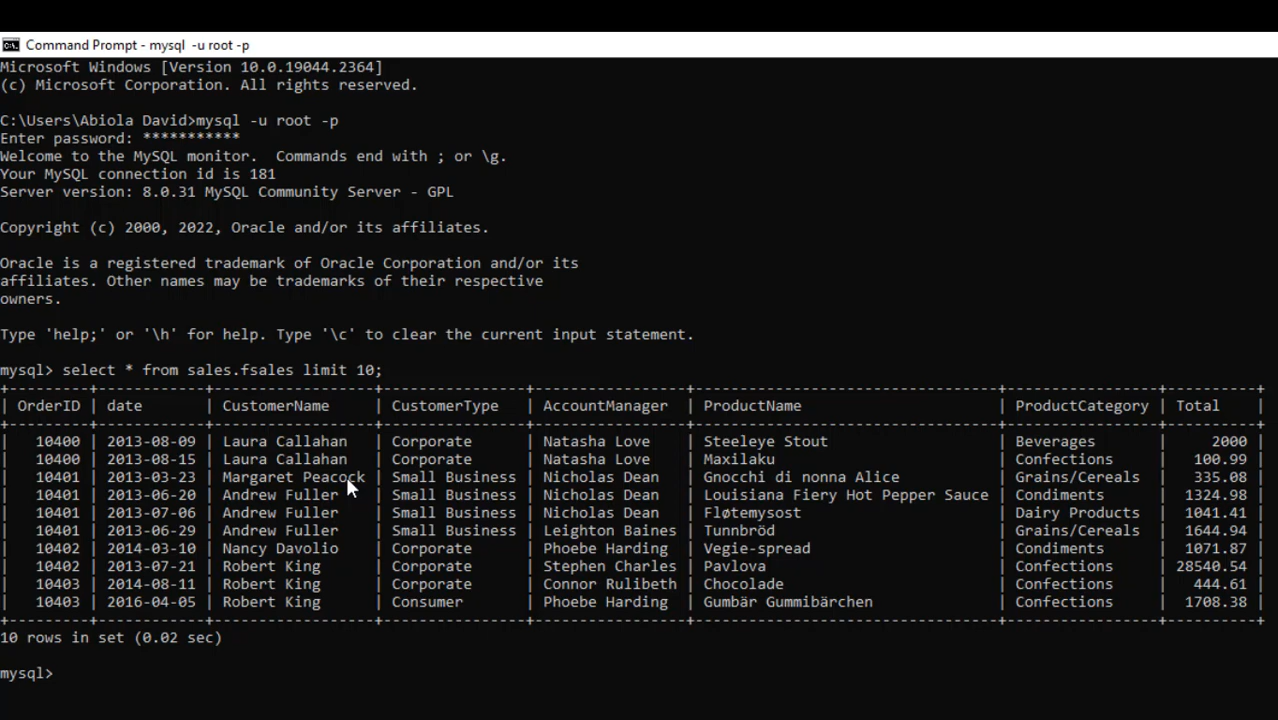 Command Prompt - mysql -u root -p
Microsoft Windows [Version 10.0.19044.2364]
(c) Microsoft Corporation. All rights reserved.
C:\Users\Abiola David>mysql -u root -p
Enter password: ***********
Welcome to the MySQL monitor.  Commands end with ; or \g.
Your MySQL connection id is 181
Server version: 8.0.31 MySQL Community Server - GPL
Copyright (c) 2000, 2022, Oracle and/or its affiliates.
Oracle is a registered trademark of Oracle Corporation and/or its
affiliates. Other names may be trademarks of their respective
owners.
Type 'help;' or '\h' for help. Type '\c' to clear the current input statement.
mysql> select * from sales.fsales limit 10;
| OrderID | date | CustomerName | CustomerType | AccountManager | ProductName | ProductCategory | Total |
| 10400 | 2013-08-09 | Laura Callahan | Corporate | Natasha Love | Steeleye Stout | Beverages | 2000 |
| 10400 | 2013-08-15 | Laura Callahan | Corporate | Natasha Love | Maxilaku | Confections | 100.99 |
| 10401 | 2013-03-23 | Margaret Peacock | Small Business | Nicholas Dean | Gnocchi di nonna Alice | Grains/Cereals | 335.08 |
| 10401 | 2013-06-20 | Andrew Fuller | Small Business | Nicholas Dean | Louisiana Fiery Hot Pepper Sauce | Condiments | 1324.98 |
| 10401 | 2013-07-06 | Andrew Fuller | Small Business | Nicholas Dean | Fløtemysost | Dairy Products | 1041.41 |
| 10401 | 2013-06-29 | Andrew Fuller | Small Business | Leighton Baines | Tunnbröd | Grains/Cereals | 1644.94 |
| 10402 | 2014-03-10 | Nancy Davolio | Corporate | Phoebe Harding | Vegie-spread | Condiments | 1071.87 |
| 10402 | 2013-07-21 | Robert King | Corporate | Stephen Charles | Pavlova | Confections | 28540.54 |
| 10403 | 2014-08-11 | Robert King | Corporate | Connor Rulibeth | Chocolade | Confections | 444.61 |
| 10403 | 2016-04-05 | Robert King | Consumer | Phoebe Harding | Gumbär Gummibärchen | Confections | 1708.38 |
10 rows in set (0.02 sec)
mysql>